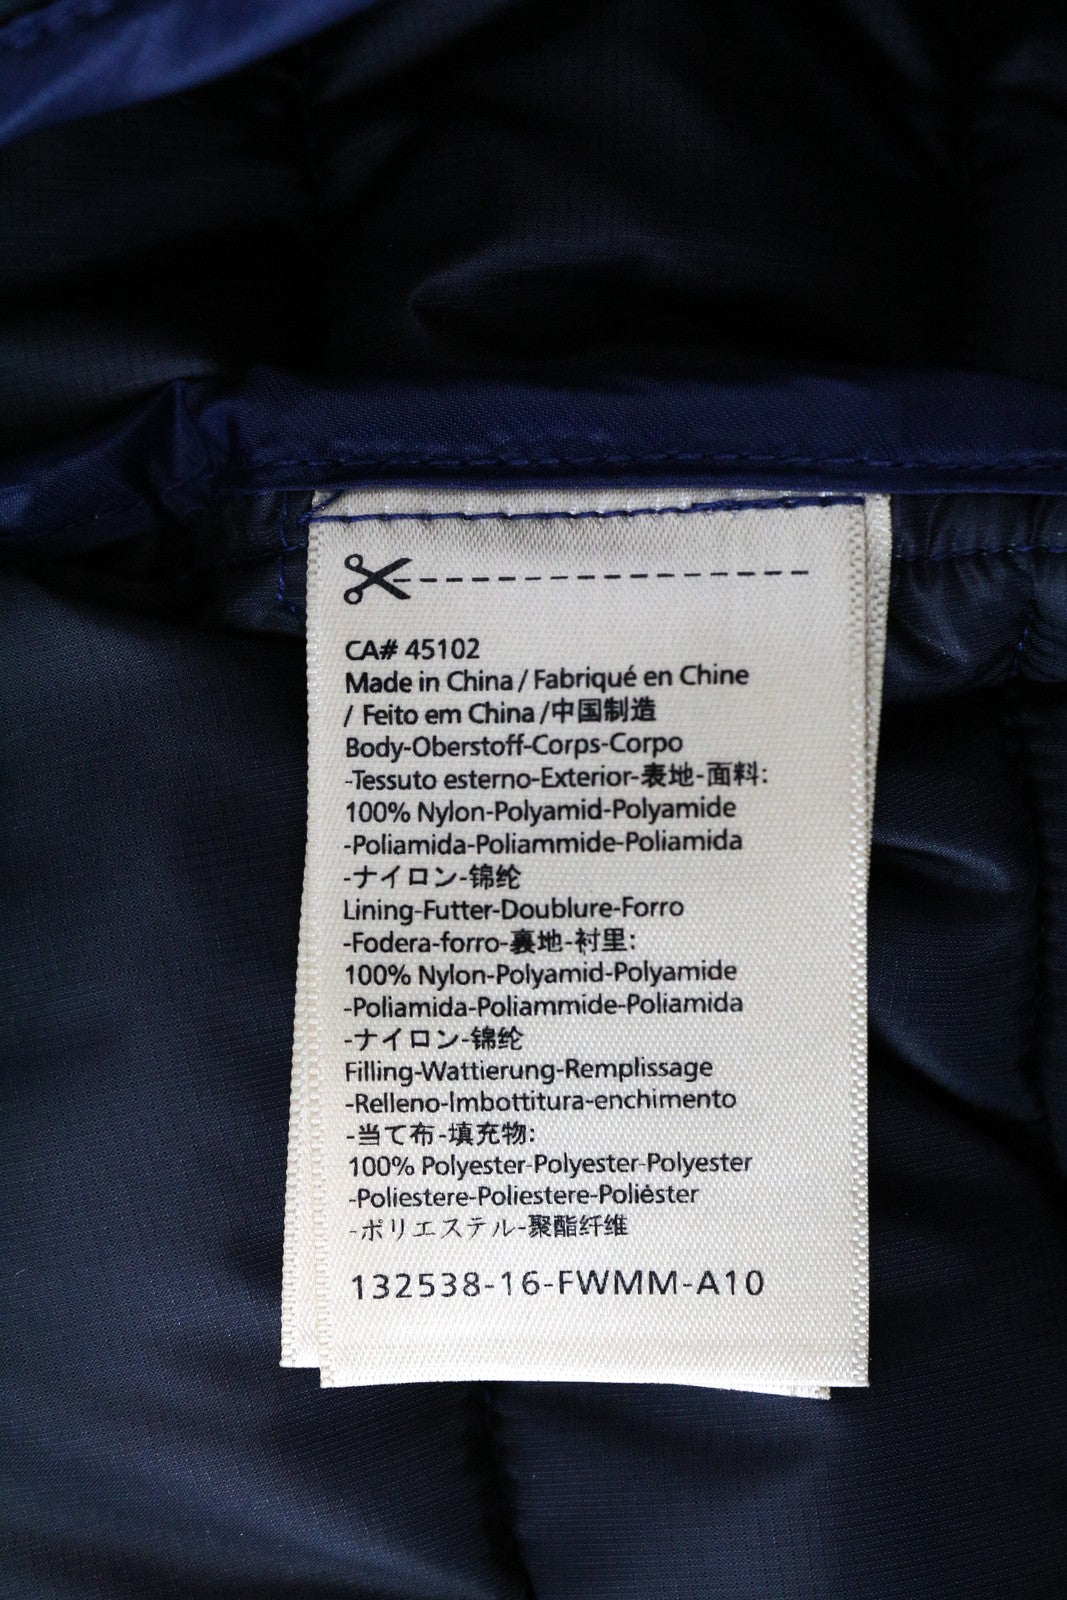 CA# 45102
Made in China / Fabriqué en Chine
/ Feito em China /中国制造
Body-Oberstoff-Corps-Corpo
-Tessuto esterno-Exterior-表地-面料:
100% Nylon-Polyamid-Polyamide
-Poliamida-Poliammide-Poliamida
-ナイロン-锦纶
Lining-Futter-Doublure-Forro
-Fodera-forro-裏地-衬里:
100% Nylon-Polyamid-Polyamide
-Poliamida-Poliammide-Poliamida
-ナイロン-锦纶
Filling-Wattierung-Remplissage
-Relleno-Imbottitura-enchimento
-当て布-填充物:
100% Polyester-Polyester-Polyester
-Poliestere-Poliestere-Poliéster
-ポリエステル-聚酯纤维
132538-16-FWMM-A10